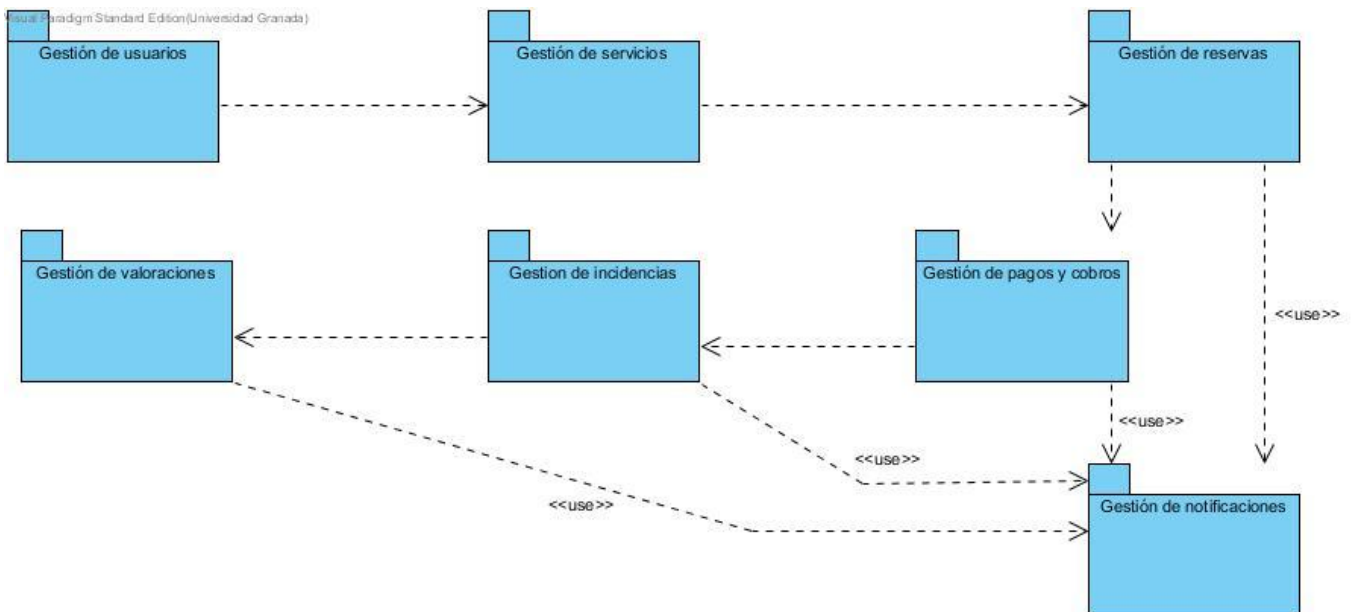 Visual Paradigm Standard Edition(Universidad Granada)
Gestión de usuarios
Gestión de servicios
Gestión de reservas
Gestión de valoraciones
Gestion de incidencias
Gestión de pagos y cobros
<<use>>
<<use>>
<<use>>
<<use>>
Gestión de notificaciones